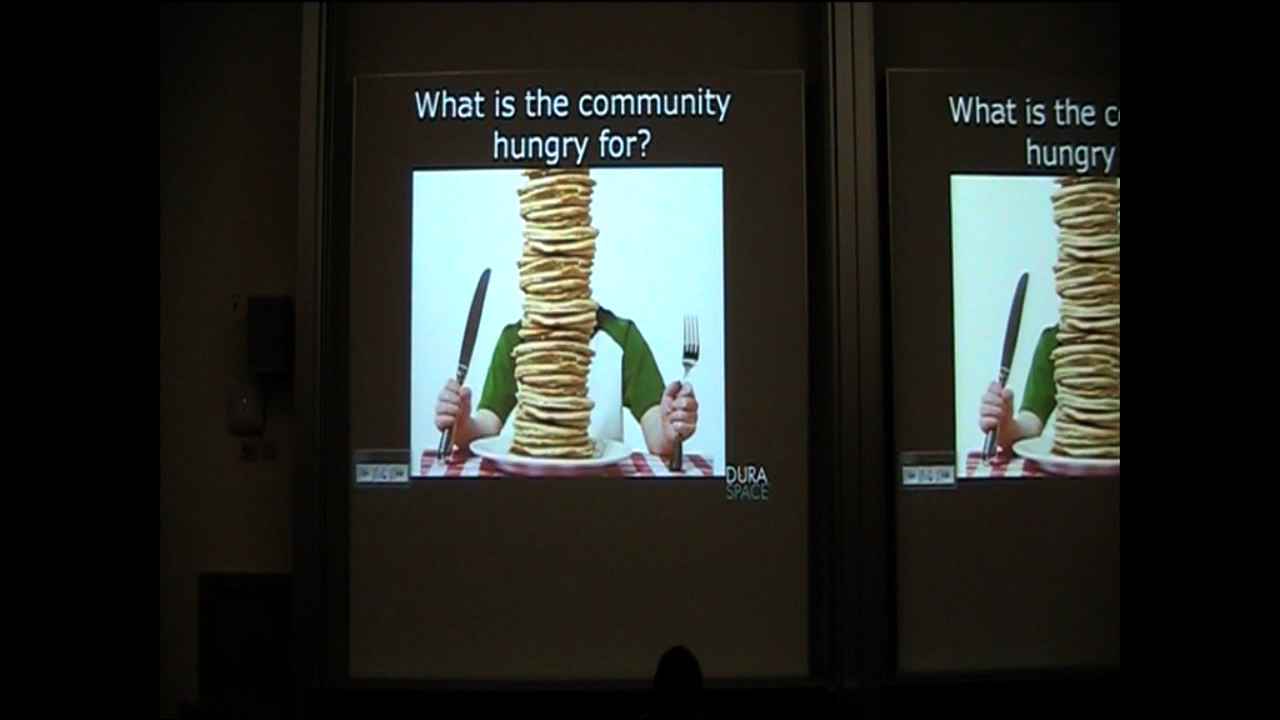 What is the community
hungry for?
DURA
SPACE
What is the c
hungry